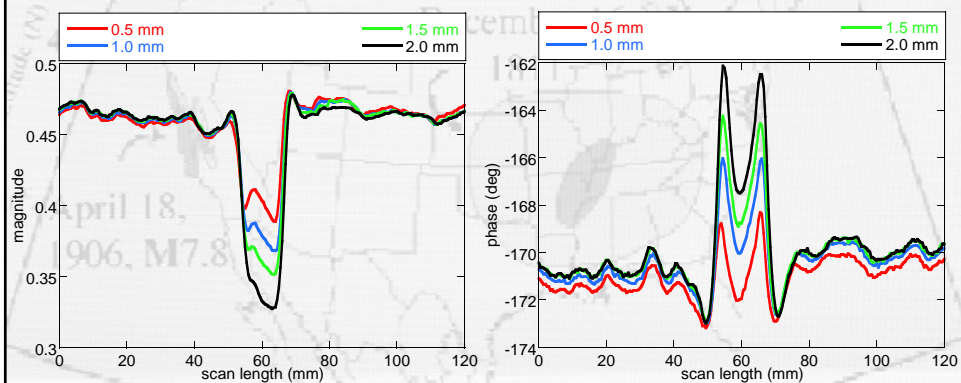 0.5 mm 1.5 mm
1.0 mm 2.0 mm
magnitude
0.5
0.45
0.4
0.35
0.3
0 20 40 60 80 100 120
scan length (mm)
April 18,
906, M7.8
0.5 mm 1.5 mm
1.0 mm 2.0 mm
phase (deg)
-162
-164
-166
-168
-170
-172
-174
0 20 40 60 80 100 120
scan length (mm)